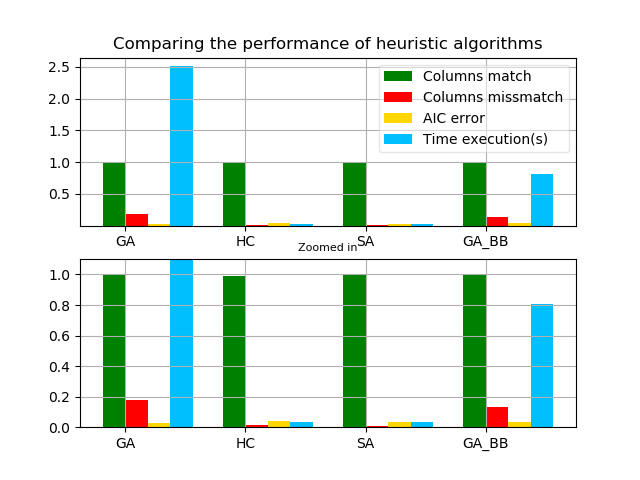 Comparing the performance of heuristic algorithms
2.5
2.0
1.5
1.0
0.5
Columns match
Columns missmatch
AIC error
Time execution(s)
GA HC SA GA_BB
Zoomed in
1.0
0.8
0.6
0.4
0.2
0.0
GA HC SA GA_BB